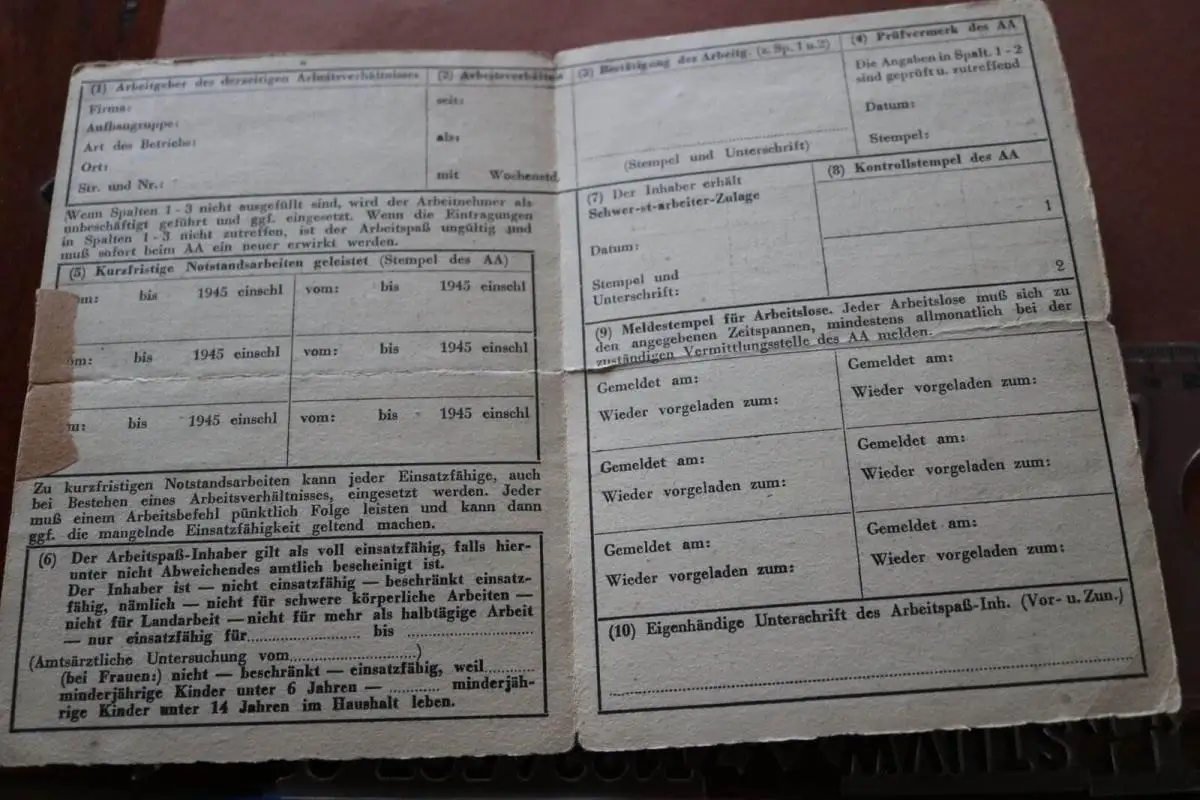 (1) Arbeitgeber des derzeitigen Arbeitsverhältnisses
Firma:
Aufbaugruppe:
Art des Betriebs:
Ort:
Str. und Nr.:
(2) Arbeitsverhältnis
seit:
als:
mit Wochenstd.
Wenn Spalten 1-3 nicht ausgefüllt sind, wird der Arbeitnehmer als
unbeschäftigt geführt und ggf. eingesetzt. Wenn die Eintragungen
in Spalten 1-3 nicht zutreffen, ist der Arbeitspaß ungültig und
muß sofort beim AA ein neuer erwirkt werden.
(5) Kurzfristige Notstandsarbeiten geleistet (Stempel des AA)
om: bis 1945 einschl vom: bis 1945 einschl
om: bis 1945 einschl vom: bis 1945 einschl
m: bis 1945 einschl vom: bis 1945 einschl
Zu kurzfristigen Notstandsarbeiten kann jeder Einsatzfähige, auch
bei Bestehen eines Arbeitsverhältnisses, eingesetzt werden. Jeder
muß einem Arbeitsbefehl pünktlich Folge leisten und kann dann
ggf. die mangelnde Einsatzfähigkeit geltend machen.
(6) Der Arbeitspaß-Inhaber gilt als voll einsatzfähig, falls hier-
unter nicht Abweichendes amtlich bescheinigt ist.
Der Inhaber ist — nicht einsatzfähig — beschränkt einsatz-
fähig, nämlich — nicht für schwere körperliche Arbeiten —
nicht für Landarbeit — nicht für mehr als halbtägige Arbeit
— nur einsatzfähig für.................... bis ....................
(Amtsärztliche Untersuchung vom....................)
(bei Frauen:) nicht — beschränkt — einsatzfähig, weil..........
minderjährige Kinder unter 6 Jahren — .......... minderjäh-
rige Kinder unter 14 Jahren im Haushalt leben.
(3) Bestätigung des Arbeitg. (z. Sp. 1 u. 2)
(Stempel und Unterschrift)
(4) Prüfvermerk des AA
Die Angaben in Spalt. 1-2
sind geprüft u. zutreffend
Datum:
Stempel:
(7) Der Inhaber erhält
Schwer-st-arbeiter-Zulage
Datum:
Stempel und
Unterschrift:
(8) Kontrollstempel des AA
1
2
(9) Meldestempel für Arbeitslose. Jeder Arbeitslose muß sich zu
den angegebenen Zeitspannen, mindestens allmonatlich bei der
zuständigen Vermittlungsstelle des AA melden.
Gemeldet am: Gemeldet am:
Wieder vorgeladen zum: Wieder vorgeladen zum:
Gemeldet am: Gemeldet am:
Wieder vorgeladen zum: Wieder vorgeladen zum:
Gemeldet am: Gemeldet am:
Wieder vorgeladen zum: Wieder vorgeladen zum:
(10) Eigenhändige Unterschrift des Arbeitspaß-Inh. (Vor- u. Zun.)